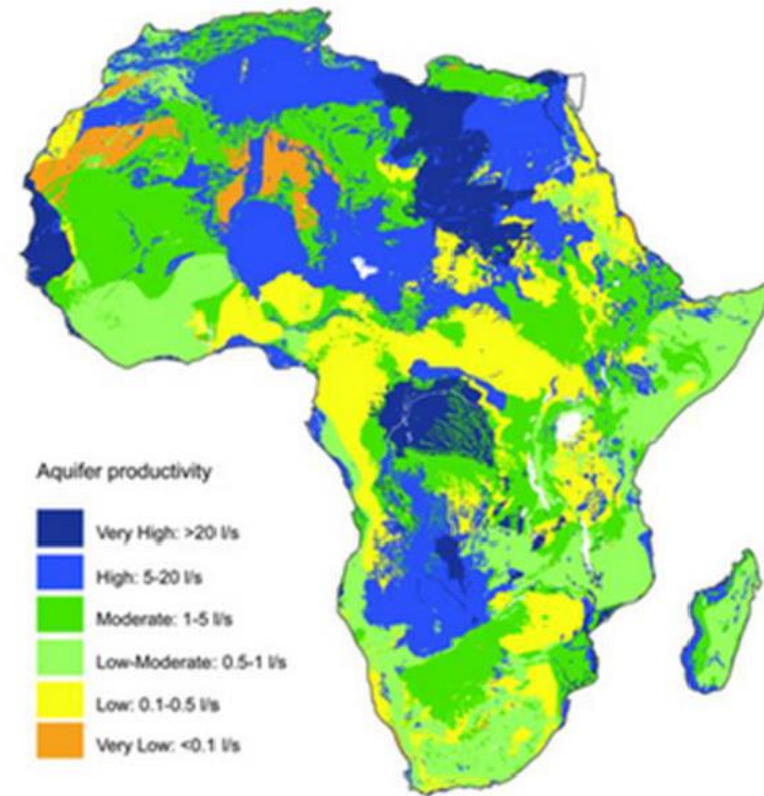 Aquifer productivity
Very High: >20 l/s
High: 5-20 l/s
Moderate: 1-5 l/s
Low-Moderate: 0.5-1 l/s
Low: 0.1-0.5 l/s
Very Low: <0.1 l/s